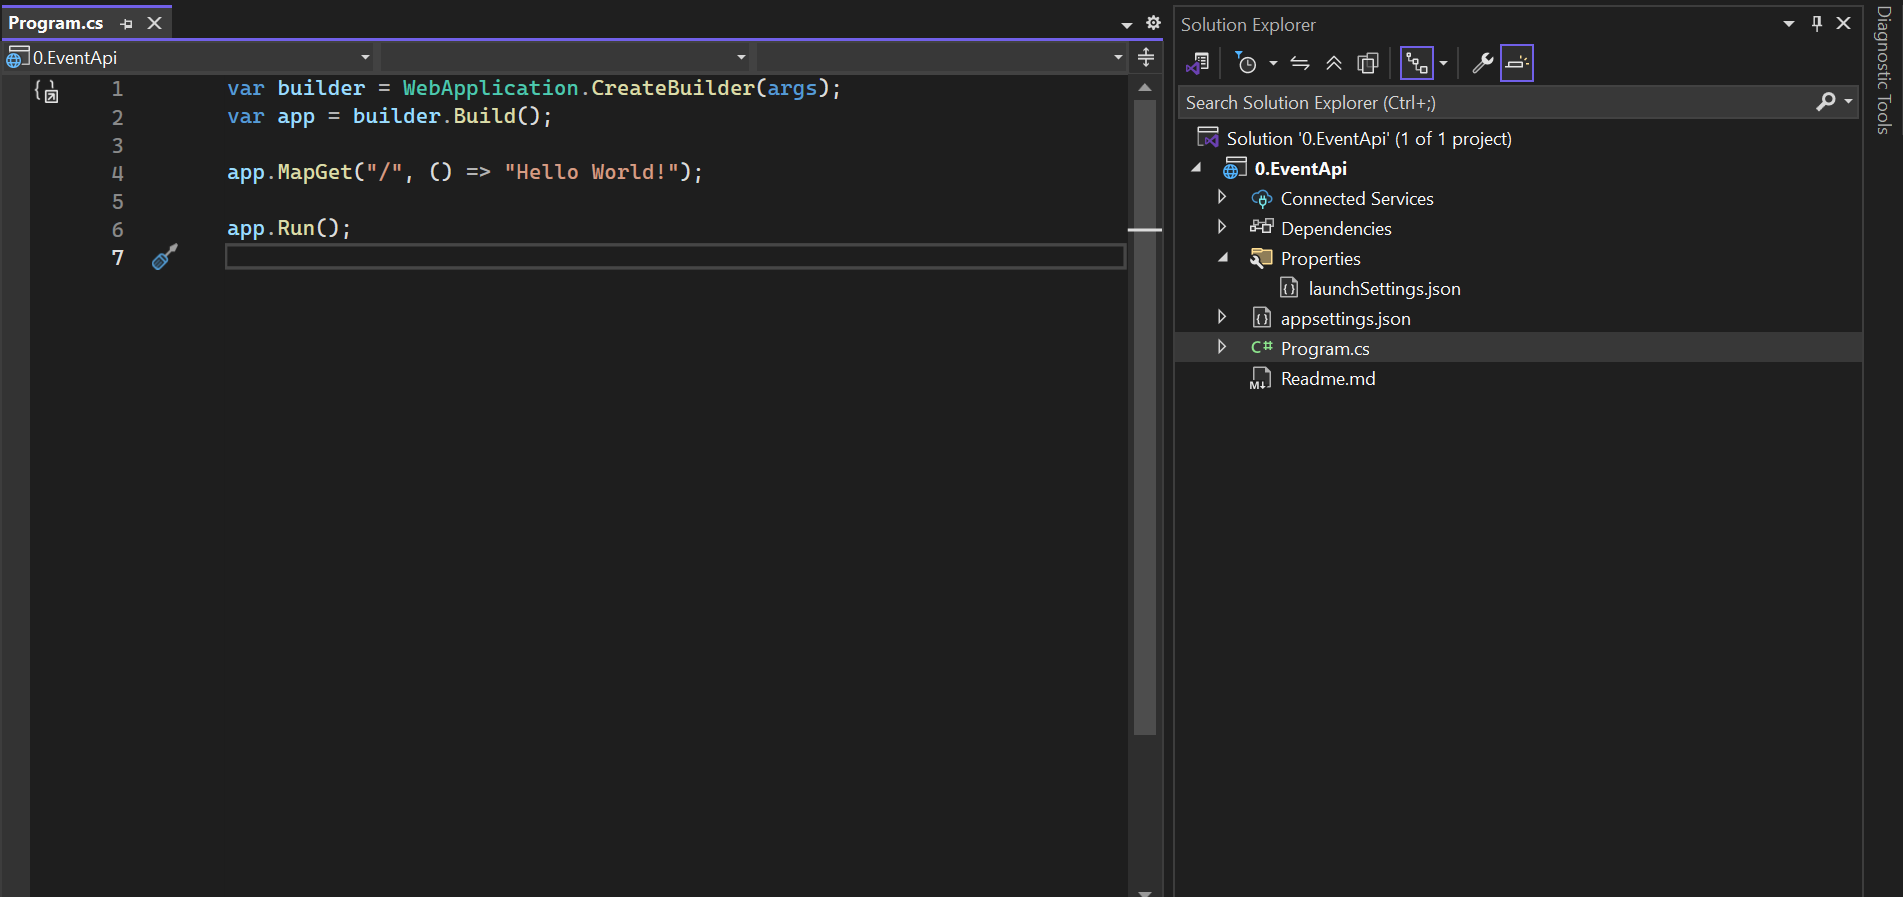 Program.cs
0.EventApi
1 var builder = WebApplication.CreateBuilder(args);
2 var app = builder.Build();
3
4 app.MapGet("/", () => "Hello World!");
5
6 app.Run();
7
Solution Explorer
Search Solution Explorer (Ctrl+;)
Solution '0.EventApi' (1 of 1 project)
0.EventApi
Connected Services
Dependencies
Properties
launchSettings.json
appsettings.json
C# Program.cs
Readme.md
Diagnostic Tools